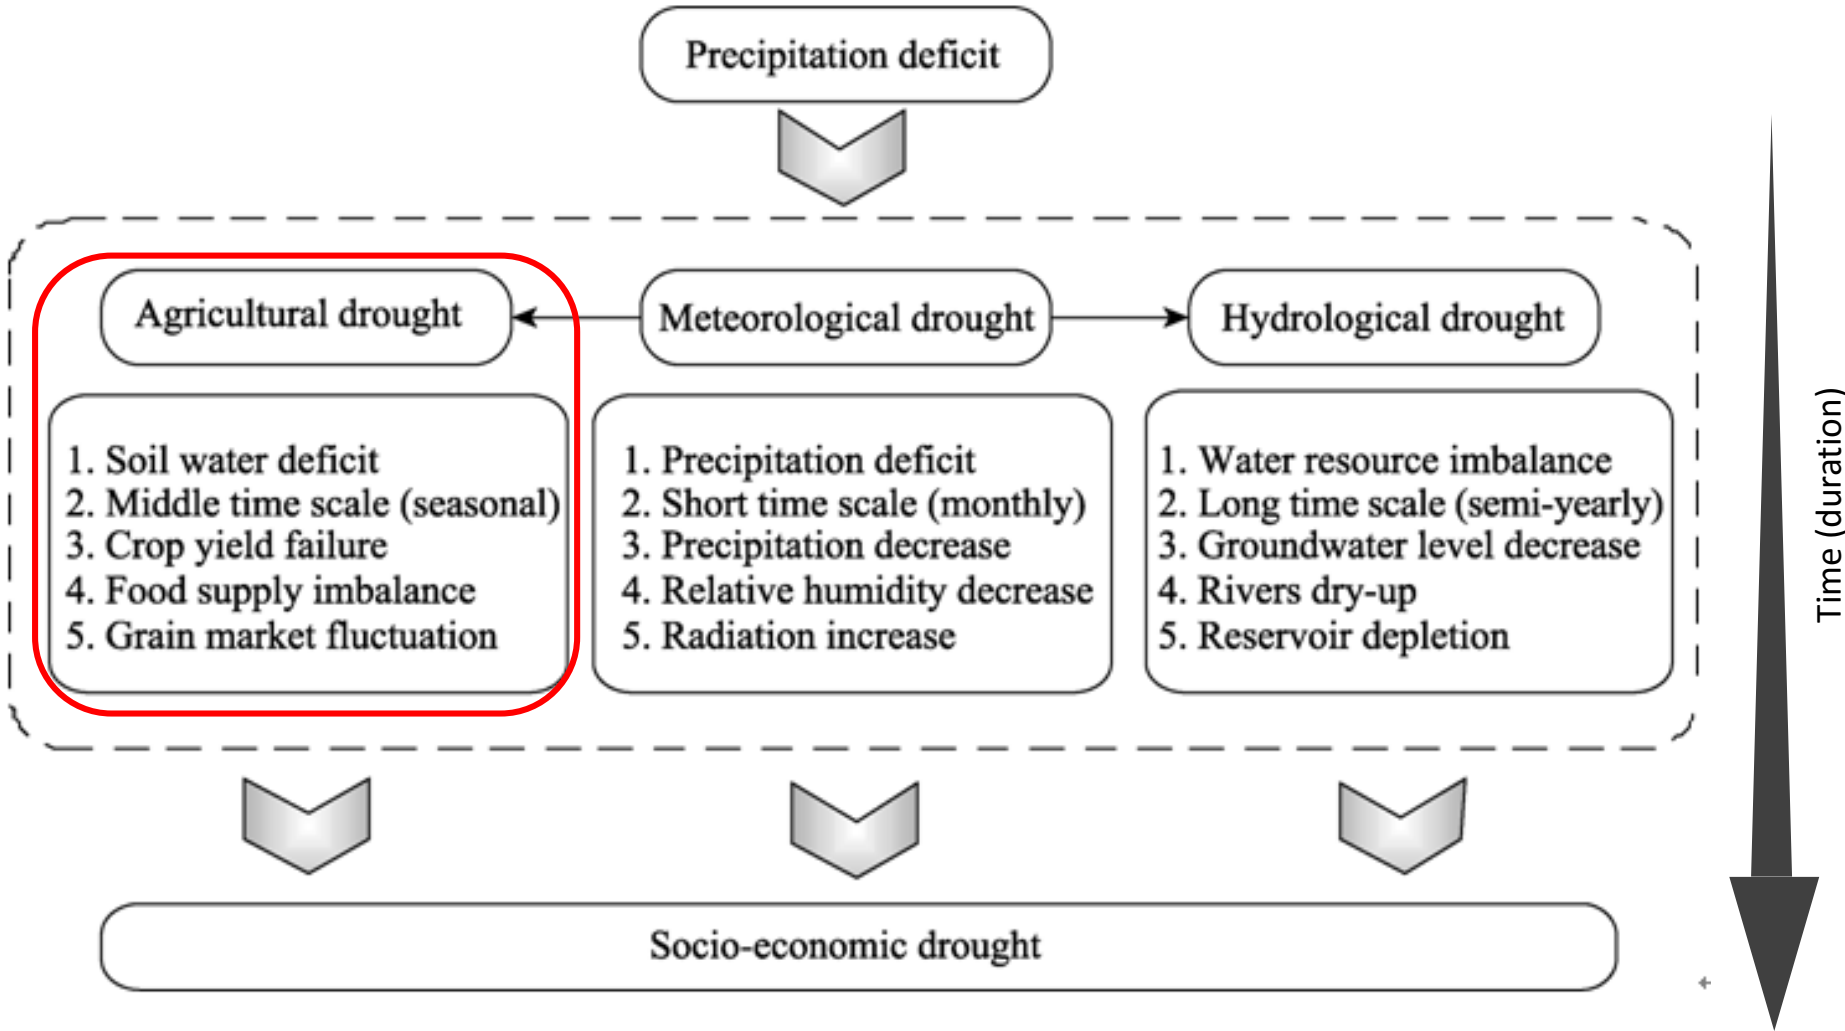 Precipitation deficit
Agricultural drought
Meteorological drought
Hydrological drought
1. Soil water deficit
2. Middle time scale (seasonal)
3. Crop yield failure
4. Food supply imbalance
5. Grain market fluctuation
1. Precipitation deficit
2. Short time scale (monthly)
3. Precipitation decrease
4. Relative humidity decrease
5. Radiation increase
1. Water resource imbalance
2. Long time scale (semi-yearly)
3. Groundwater level decrease
4. Rivers dry-up
5. Reservoir depletion
Socio-economic drought
Time (duration)